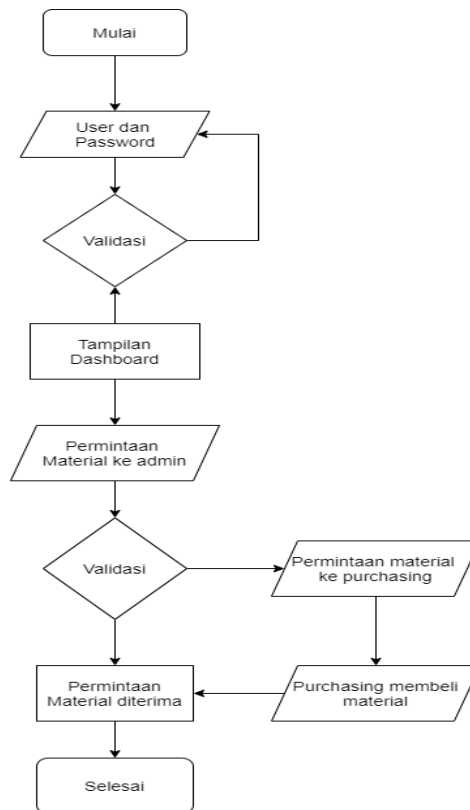 Mulai
User dan
Password
Validasi
Tampilan
Dashboard
Permintaan
Material ke admin
Validasi
Permintaan material
ke purchasing
Permintaan
Material diterima
Purchasing membeli
material
Selesai